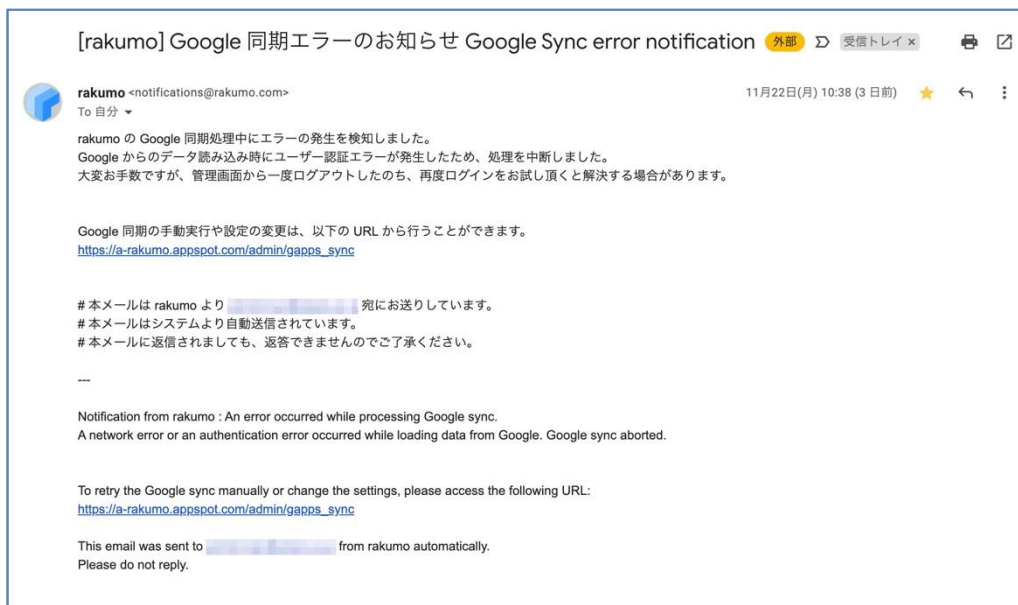 [rakumo] Google 同期エラーのお知らせ Google Sync error notification 外部 受信トレイ ×
rakumo <notifications@rakumo.com> 11月22日(月) 10:38 (3 日前)
To 自分
rakumo の Google 同期処理中にエラーの発生を検知しました。
Google からのデータ読み込み時にユーザー認証エラーが発生したため、処理を中断しました。
大変お手数ですが、管理画面から一度ログアウトしたのち、再度ログインをお試し頂くと解決する場合があります。
Google 同期の手動実行や設定の変更は、以下の URL から行うことができます。
https://a-rakumo.appspot.com/admin/gapps_sync
# 本メールは rakumo より 宛にお送りしています。
# 本メールはシステムより自動送信されています。
# 本メールに返信されましても、返答できませんのでご了承ください。
---
Notification from rakumo : An error occurred while processing Google sync.
A network error or an authentication error occurred while loading data from Google. Google sync aborted.
To retry the Google sync manually or change the settings, please access the following URL:
https://a-rakumo.appspot.com/admin/gapps_sync
This email was sent to from rakumo automatically.
Please do not reply.